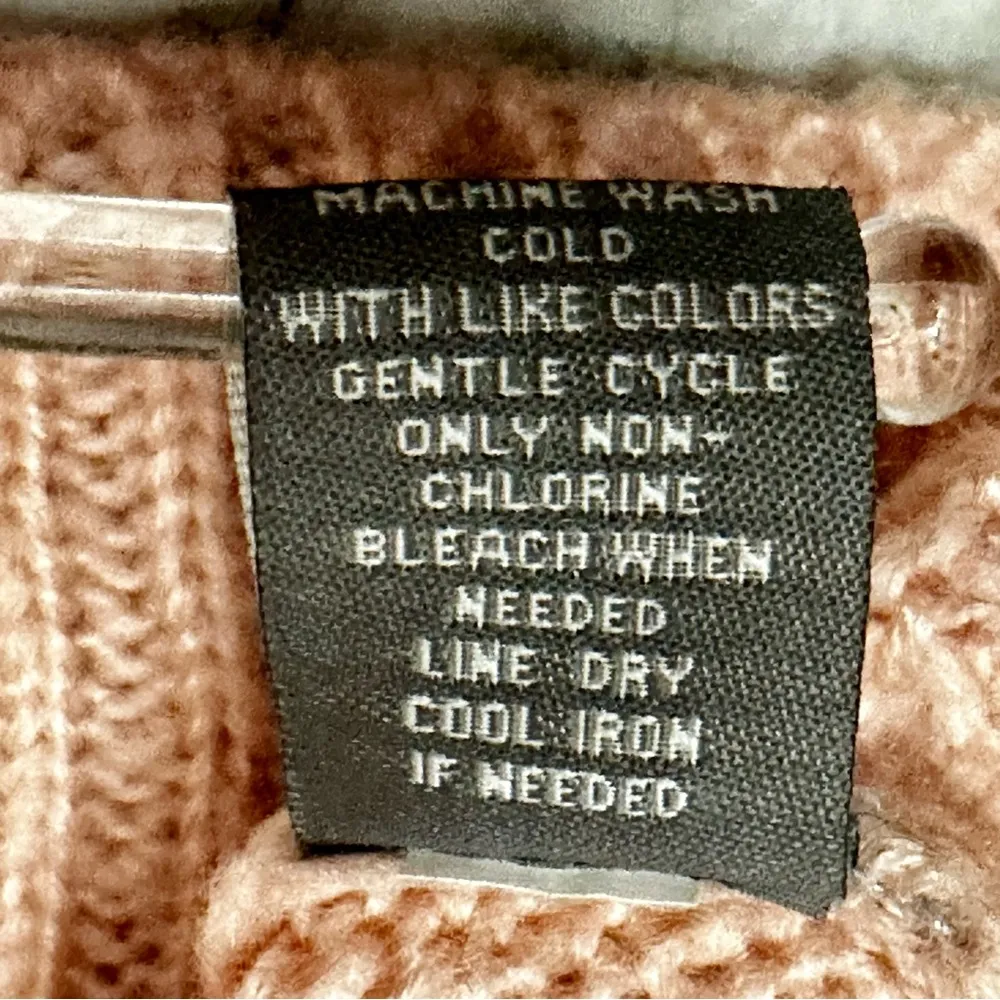 MACHINE WASH
COLD
WITH LIKE COLORS
GENTLE CYCLE
ONLY NON-
CHLORINE
BLEACH WHEN
NEEDED
LINE DRY
COOL IRON
IF NEEDED